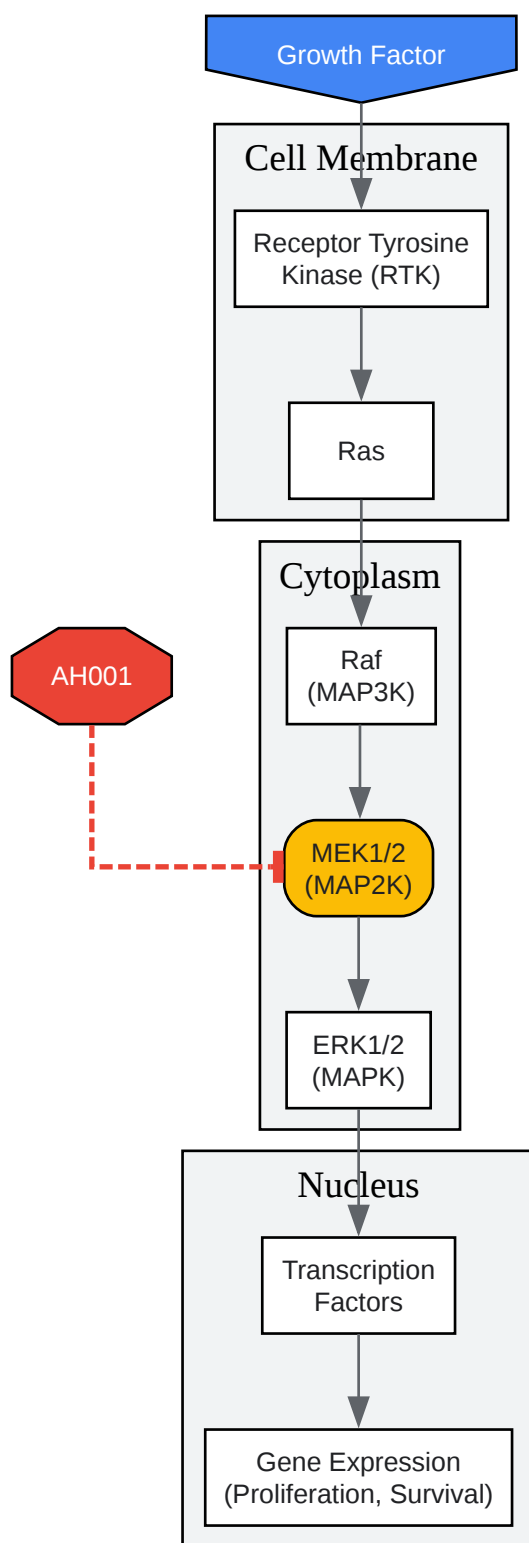 Growth Factor
Cell Membrane
Receptor Tyrosine
Kinase (RTK)
Ras
Cytoplasm
Raf
(MAP3K)
AH001
MEK1/2
(MAP2K)
ERK1/2
(MAPK)
Nucleus
Transcription
Factors
Gene Expression
(Proliferation, Survival)